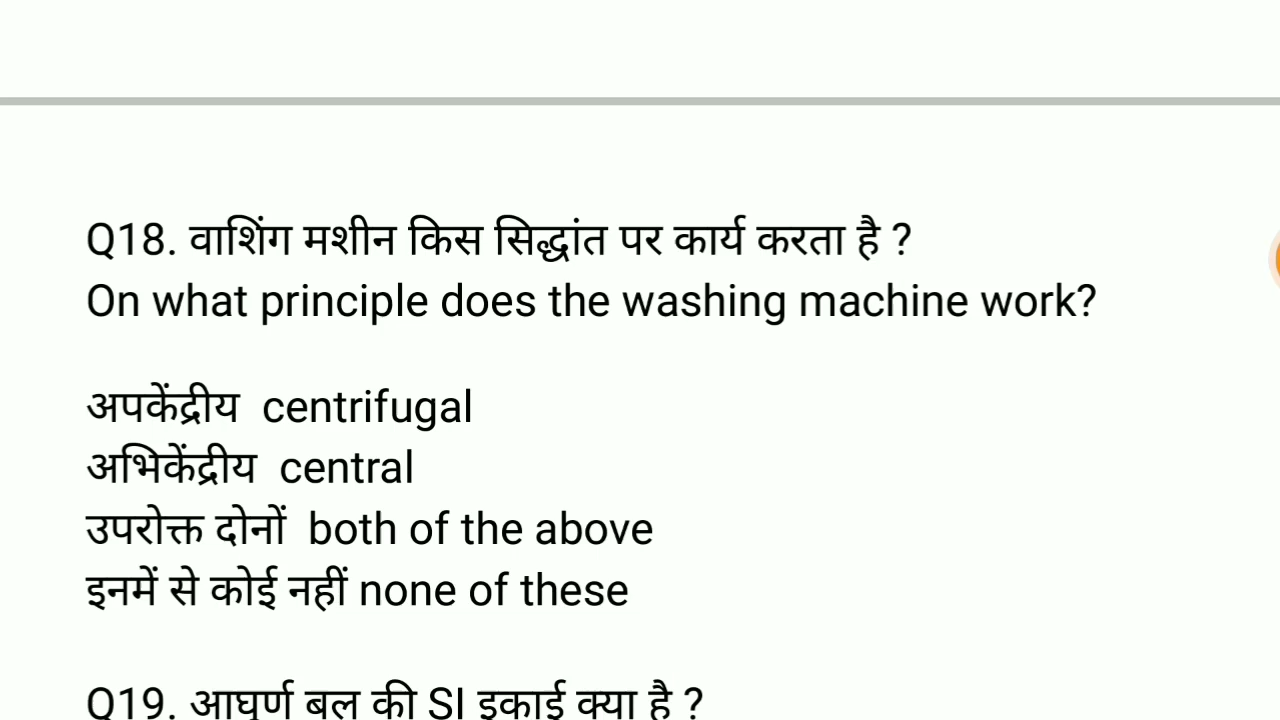 Q18. वाशिंग मशीन किस सिद्धांत पर कार्य करता है ?
On what principle does the washing machine work?
अपकेंद्रीय centrifugal
अभिकेंद्रीय central
उपरोक्त दोनों both of the above
इनमें से कोई नहीं none of these
Q19. आघूर्ण बल की SI इकाई क्या है ?